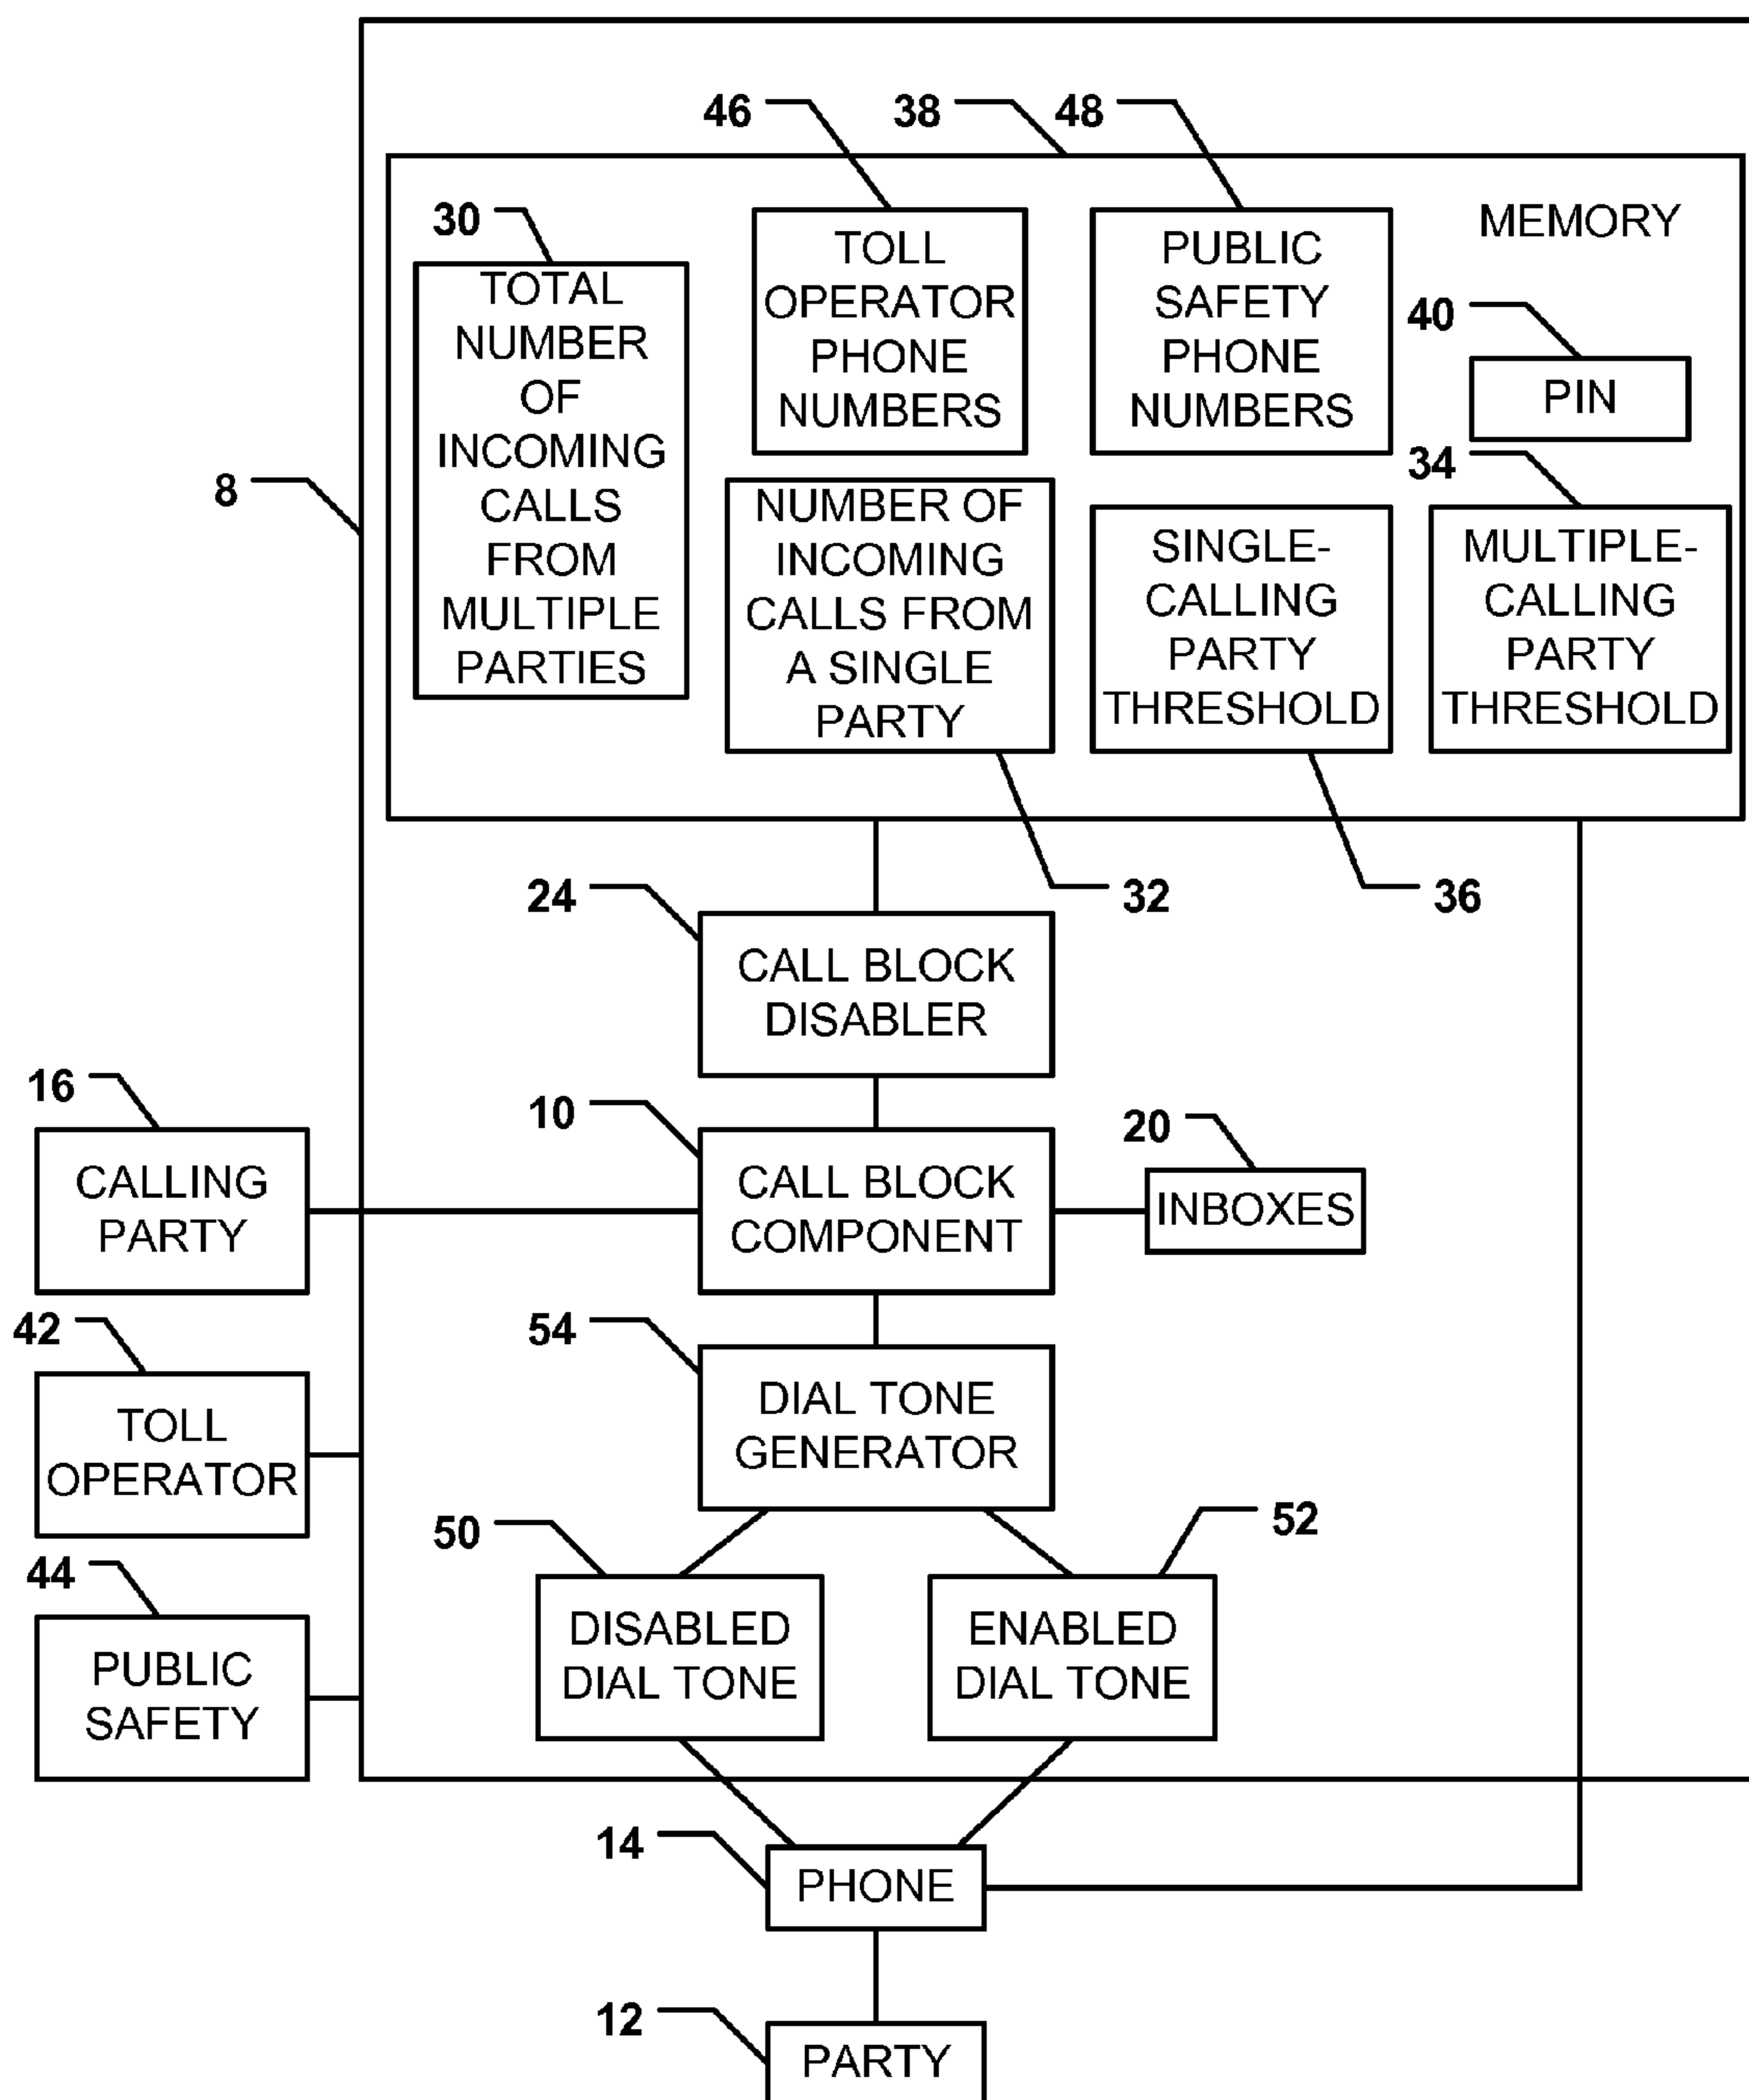 46
38
48
MEMORY
30
TOTAL
NUMBER
OF
INCOMING
CALLS
FROM
MULTIPLE
PARTIES
TOLL
OPERATOR
PHONE
NUMBERS
PUBLIC
SAFETY
PHONE
NUMBERS
40
PIN
8
NUMBER OF
INCOMING
CALLS FROM
A SINGLE
PARTY
SINGLE-
CALLING
PARTY
THRESHOLD
34
MULTIPLE-
CALLING
PARTY
THRESHOLD
32
36
24
CALL BLOCK
DISABLER
16
CALLING
PARTY
10
CALL BLOCK
COMPONENT
20
INBOXES
42
TOLL
OPERATOR
54
DIAL TONE
GENERATOR
44
PUBLIC
SAFETY
50
DISABLED
DIAL TONE
52
ENABLED
DIAL TONE
14
PHONE
12
PARTY